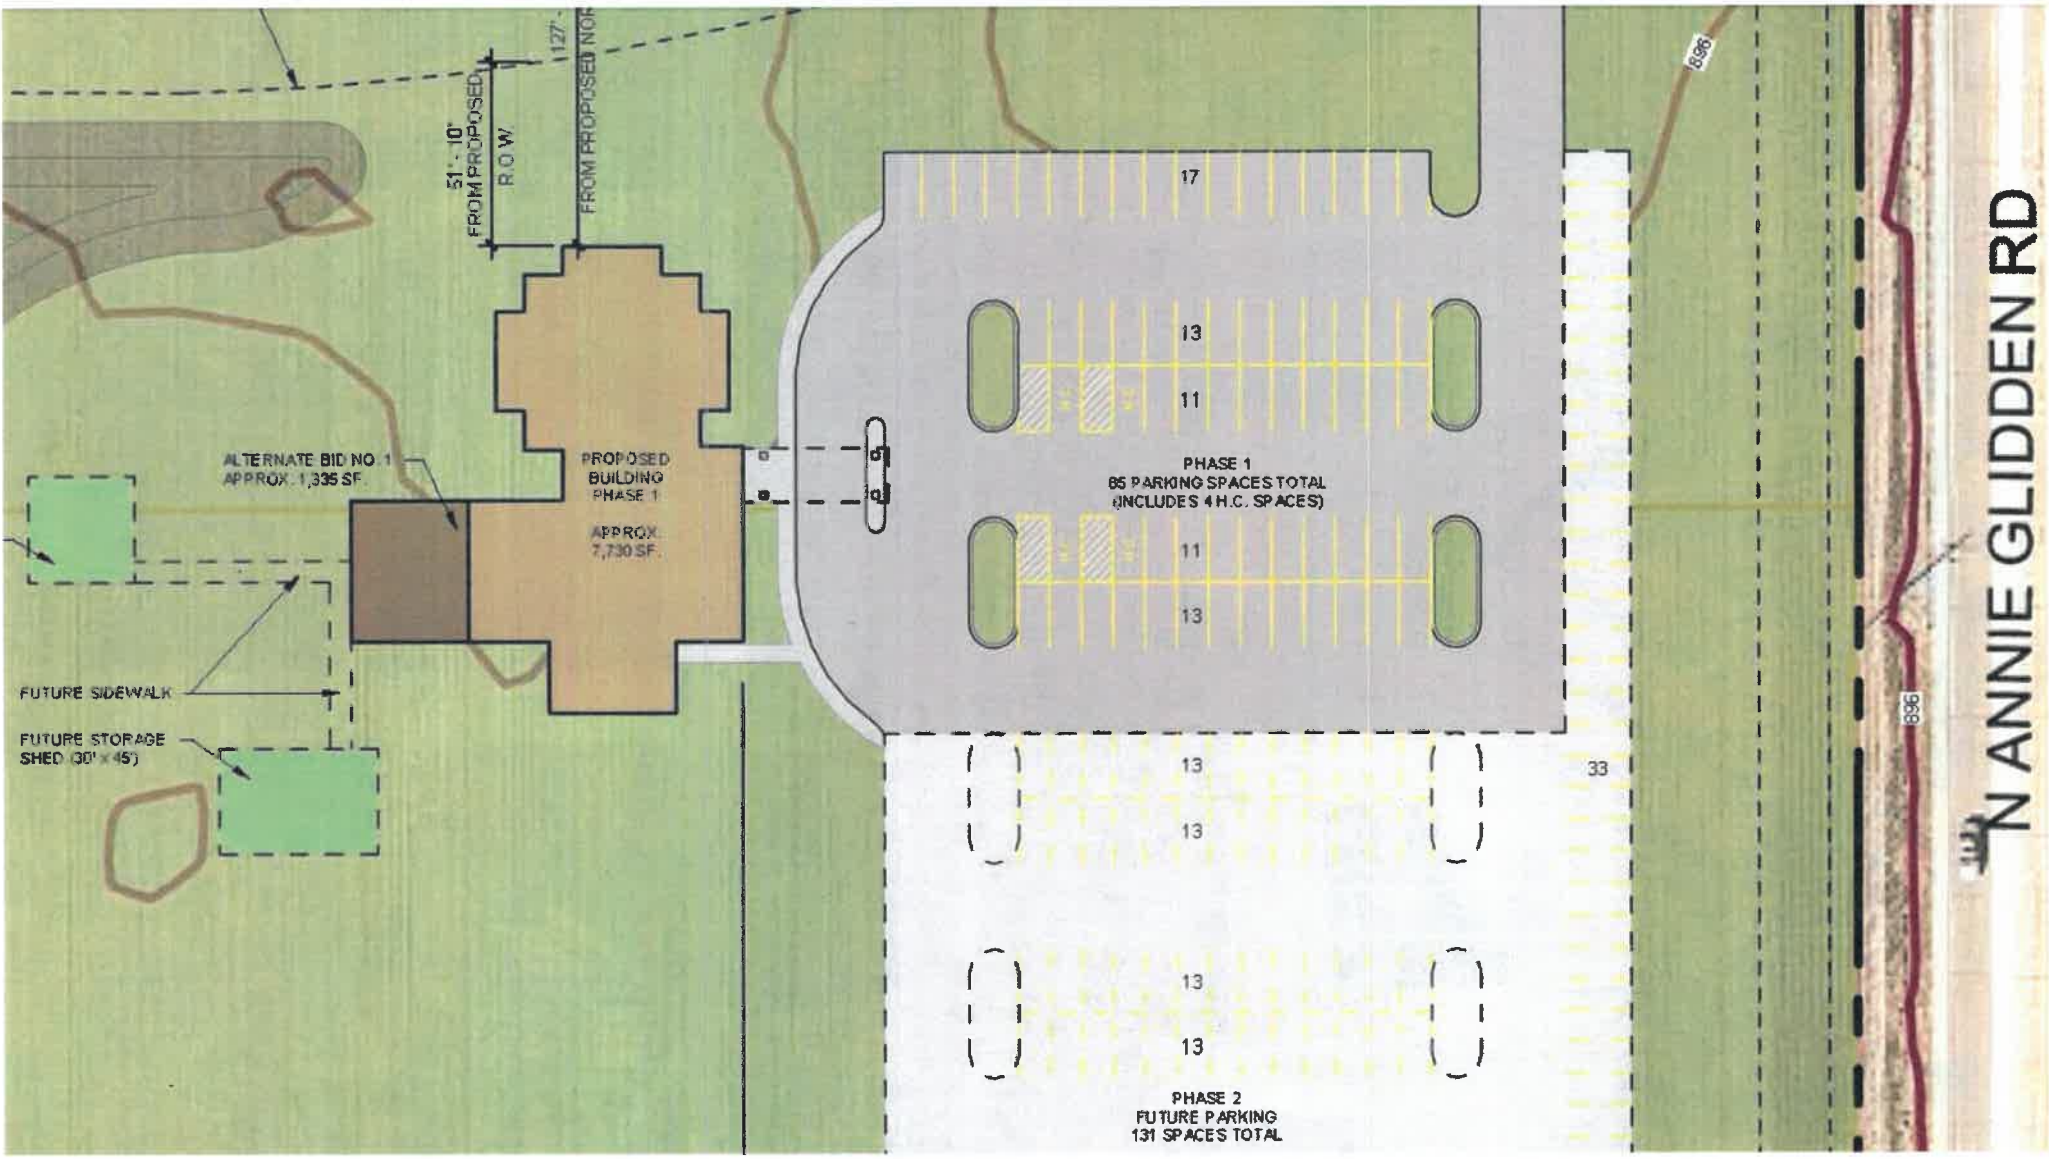 127'-
FROM PROPOSED NOR
51'- 10"
FROM PROPOSED
R.O.W.
896
17
13
11
PHASE 1
65 PARKING SPACES TOTAL
(INCLUDES 4 H.C. SPACES)
11
13
H.C.
H.C.
H.C.
H.C.
ALTERNATE BID NO. 1
APPROX. 1,335 SF.
PROPOSED
BUILDING
PHASE 1
APPROX.
7,730 SF.
FUTURE SIDEWALK
FUTURE STORAGE
SHED (30' x 45')
13
13
33
13
13
PHASE 2
FUTURE PARKING
131 SPACES TOTAL
896
N ANNIE GLIDDEN RD